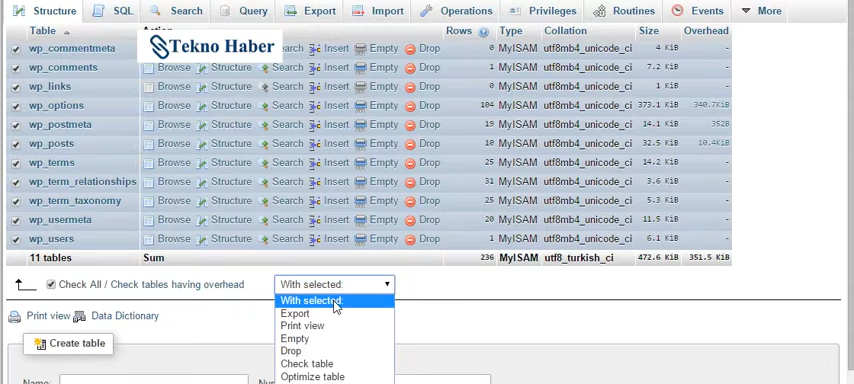 Structure SQL Search Query Export Import Operations Privileges Routines Events More
Table Action Rows Type Collation Size Overhead
Tekno Haber
wp_commentmeta Search Insert Empty Drop 0 MyISAM utf8mb4_unicode_ci 4 KiB -
wp_comments Browse Structure Search Insert Empty Drop 1 MyISAM utf8mb4_unicode_ci 7.2 KiB -
wp_links Browse Structure Search Insert Empty Drop 0 MyISAM utf8mb4_unicode_ci 1 KiB -
wp_options Browse Structure Search Insert Empty Drop 104 MyISAM utf8mb4_unicode_ci 373.1 KiB 340.7KiB
wp_postmeta Browse Structure Search Insert Empty Drop 19 MyISAM utf8mb4_unicode_ci 14.1 KiB 352B
wp_posts Browse Structure Search Insert Empty Drop 10 MyISAM utf8mb4_unicode_ci 32.5 KiB 10.4KiB
wp_terms Browse Structure Search Insert Empty Drop 25 MyISAM utf8mb4_unicode_ci 14.2 KiB -
wp_term_relationships Browse Structure Search Insert Empty Drop 31 MyISAM utf8mb4_unicode_ci 3.6 KiB -
wp_term_taxonomy Browse Structure Search Insert Empty Drop 25 MyISAM utf8mb4_unicode_ci 5.3 KiB -
wp_usermeta Browse Structure Search Insert Empty Drop 20 MyISAM utf8mb4_unicode_ci 11.5 KiB -
wp_users Browse Structure Search Insert Empty Drop 1 MyISAM utf8mb4_unicode_ci 6.1 KiB -
11 tables Sum 236 MyISAM utf8_turkish_ci 472.6 KiB 351.5 KiB
Check All / Check tables having overhead With selected:
With selected:
Export
Print view Data Dictionary
Print view
Empty
Create table
Drop
Check table
Optimize table
Name: